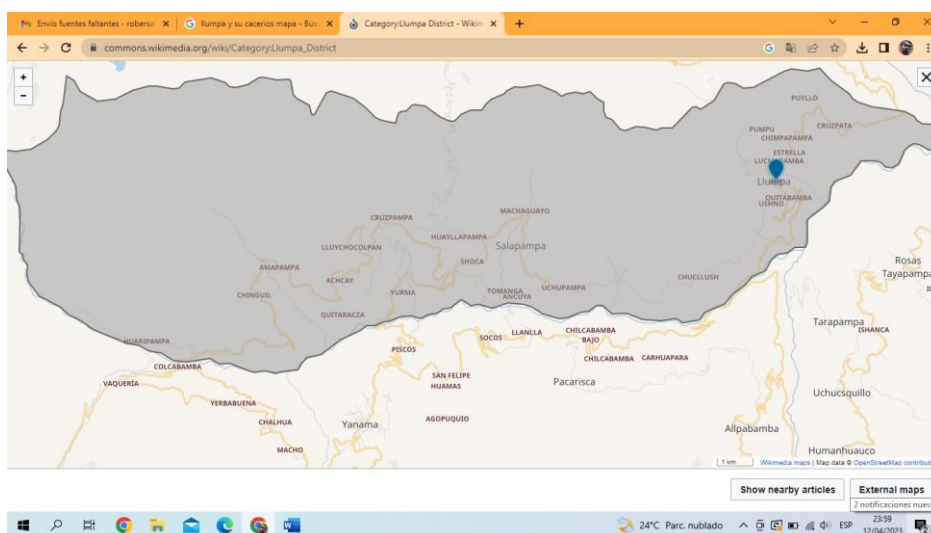 Envío fuentes faltantes - robersa
llumpa y su cacerios mapa - Bús
Category:Llumpa District - Wikim
commons.wikimedia.org/wiki/Category:Llumpa_District
+
−
PUYLLO
PUMPU
CRUZPATA
CHIMPAPAMPA
ESTRELLA
Llumpa
QUITABAMBA
USHNO
MACHAGUAYO
CRUZPAMPA
HUAYLLAPAMPA
Salapampa
LLUYCHOCOLPAN
SHOCA
AMAPAMPA
ACHCAY
CHUCLLUSH
Rosas
Tayapampa
CHINGUIL
YURMA
TOMANGA
UCHUPAMPA
ANCUYA
QUITARACZA
Tarapampa
ISHANCA
HUARIPAMPA
SOCOS
LLANLLA
CHILCABAMBA
BAJO
PISCOS
CHILCABAMBA
CARHUAPARA
COLCABAMBA
VAQUERÍA
SAN FELIPE
HUAMAS
Pacarisca
Uchucsquillo
YERBABUENA
CHALHUA
Yanama
AGOPUQUIO
Allpabamba
MACHO
Humanhuauco
1 km
Wikimedia maps | Map data © OpenStreetMap contribut
Show nearby articles
External maps
2 notificaciones nuev
24°C Parc. nublado
ESP
23:59
12/04/2023